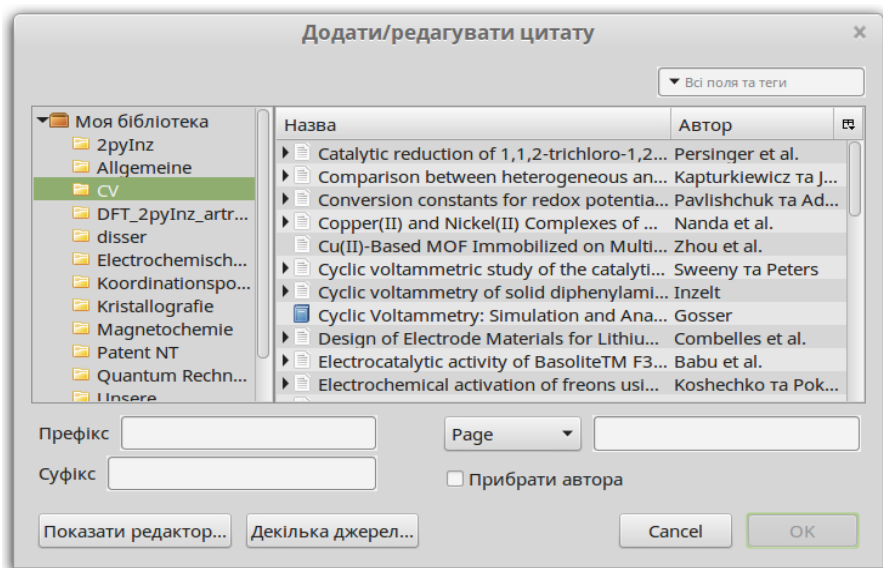 Додати/редагувати цитату
Всі поля та теги
Моя бібліотека
2pyInz
Allgemeine
CV
DFT_2pyInz_artr...
disser
Electrochemisch...
Koordinationspo...
Kristallografie
Magnetochemie
Patent NT
Quantum Rechn...
Unsere
Назва Автор
Catalytic reduction of 1,1,2-trichloro-1,2... Persinger et al.
Comparison between heterogeneous an... Kapturkiewicz та J...
Conversion constants for redox potentia... Pavlishchuk та Ad...
Copper(II) and Nickel(II) Complexes of ... Nanda et al.
Cu(II)-Based MOF Immobilized on Multi... Zhou et al.
Cyclic voltammetric study of the catalyti... Sweeny та Peters
Cyclic voltammetry of solid diphenylami... Inzelt
Cyclic Voltammetry: Simulation and Ana... Gosser
Design of Electrode Materials for Lithiu... Combelles et al.
Electrocatalytic activity of BasoliteTM F3... Babu et al.
Electrochemical activation of freons usi... Koshechko та Pok...
Префікс Page
Суфікс Прибрати автора
Показати редактор... Декілька джерел... Cancel OK